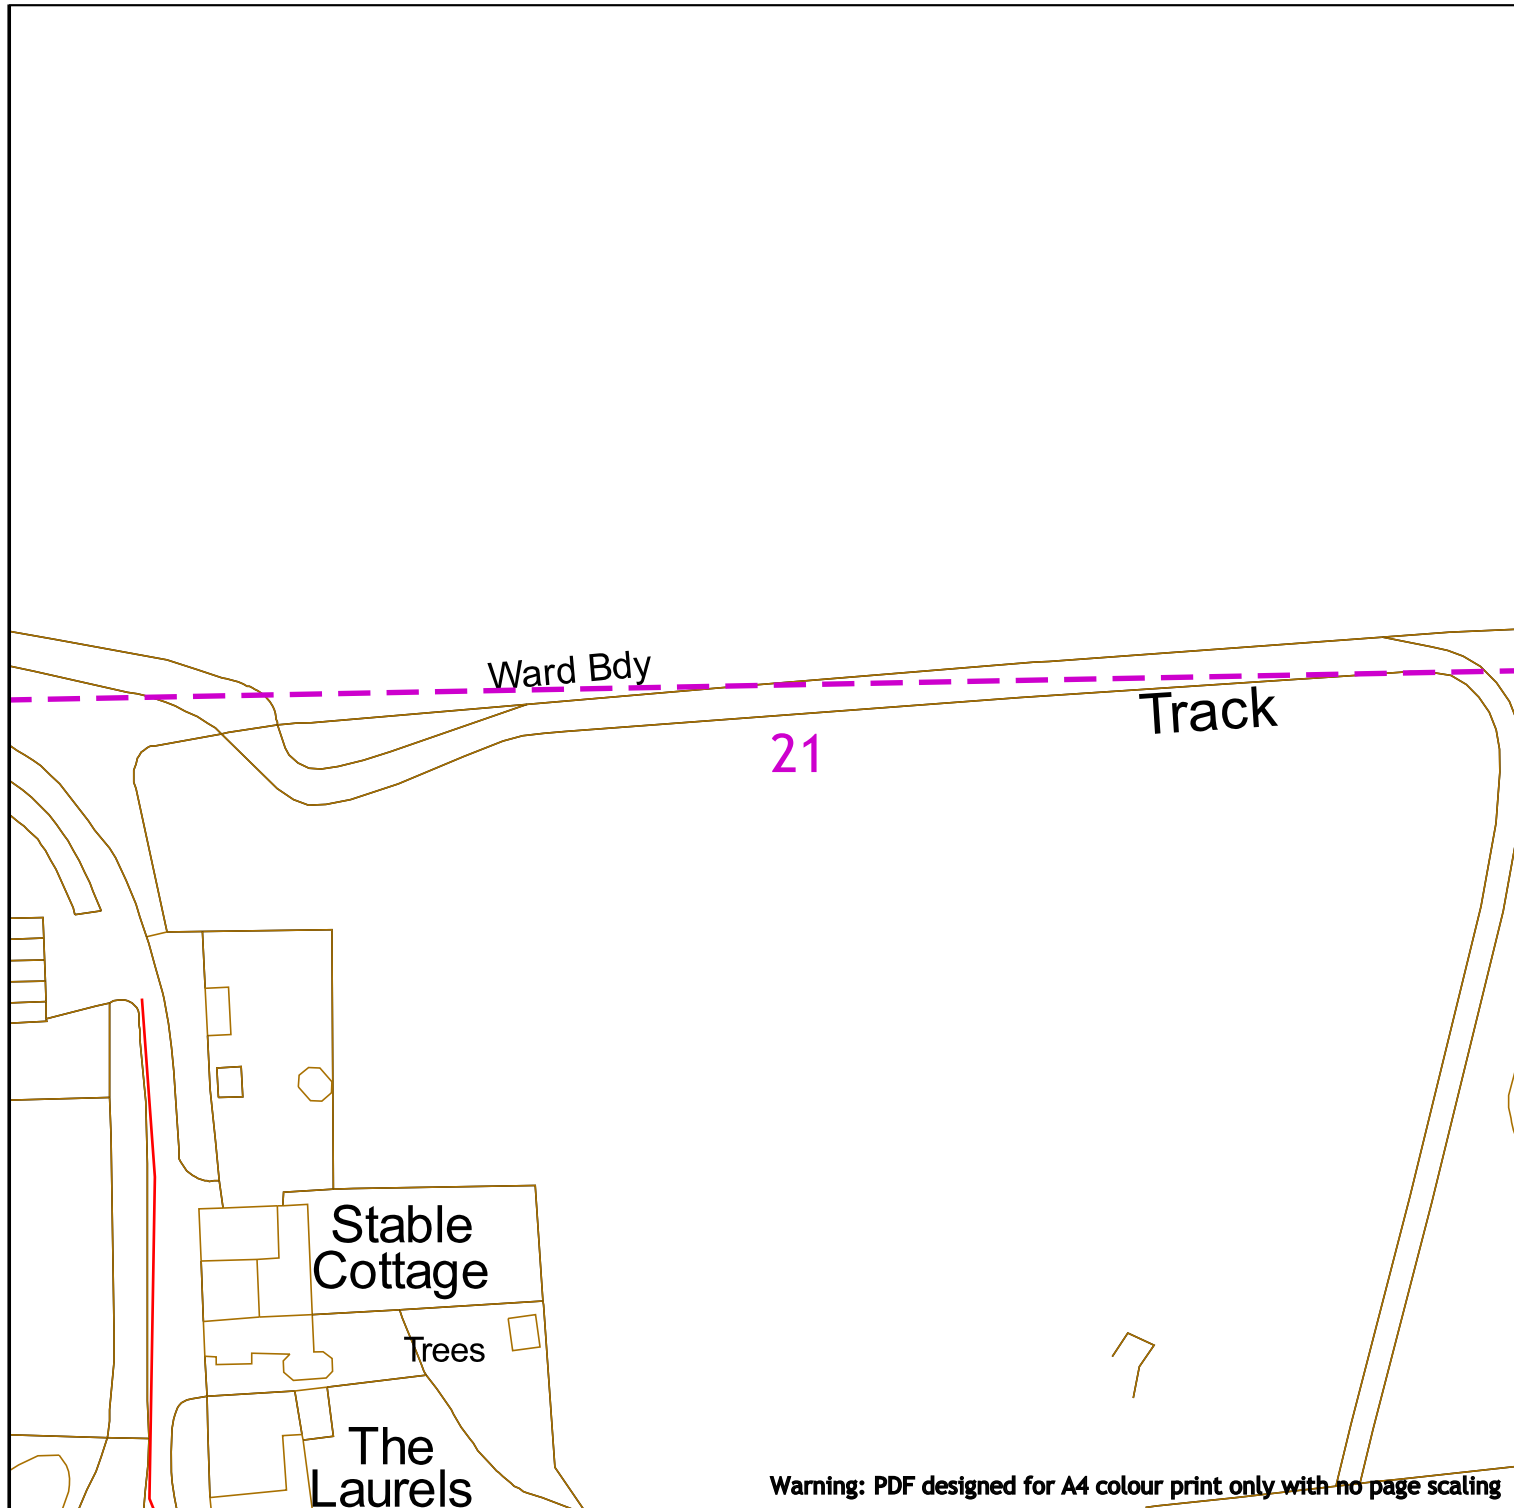 Ward Bdy
Track
21
Stable
Cottage
Trees
The
Laurels
Warning: PDF designed for A4 colour print only with no page scaling